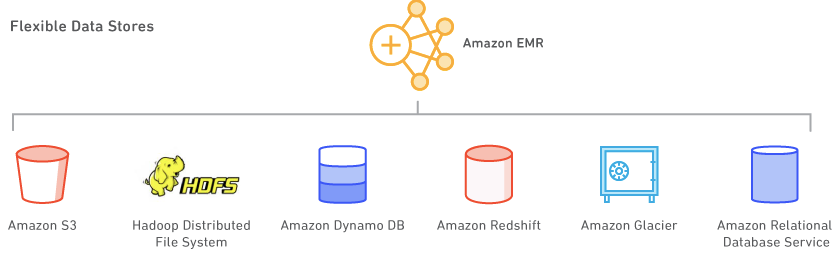 Flexible Data Stores
Amazon EMR
HDFS
Amazon S3
Hadoop Distributed
File System
Amazon Dynamo DB
Amazon Redshift
Amazon Glacier
Amazon Relational
Database Service